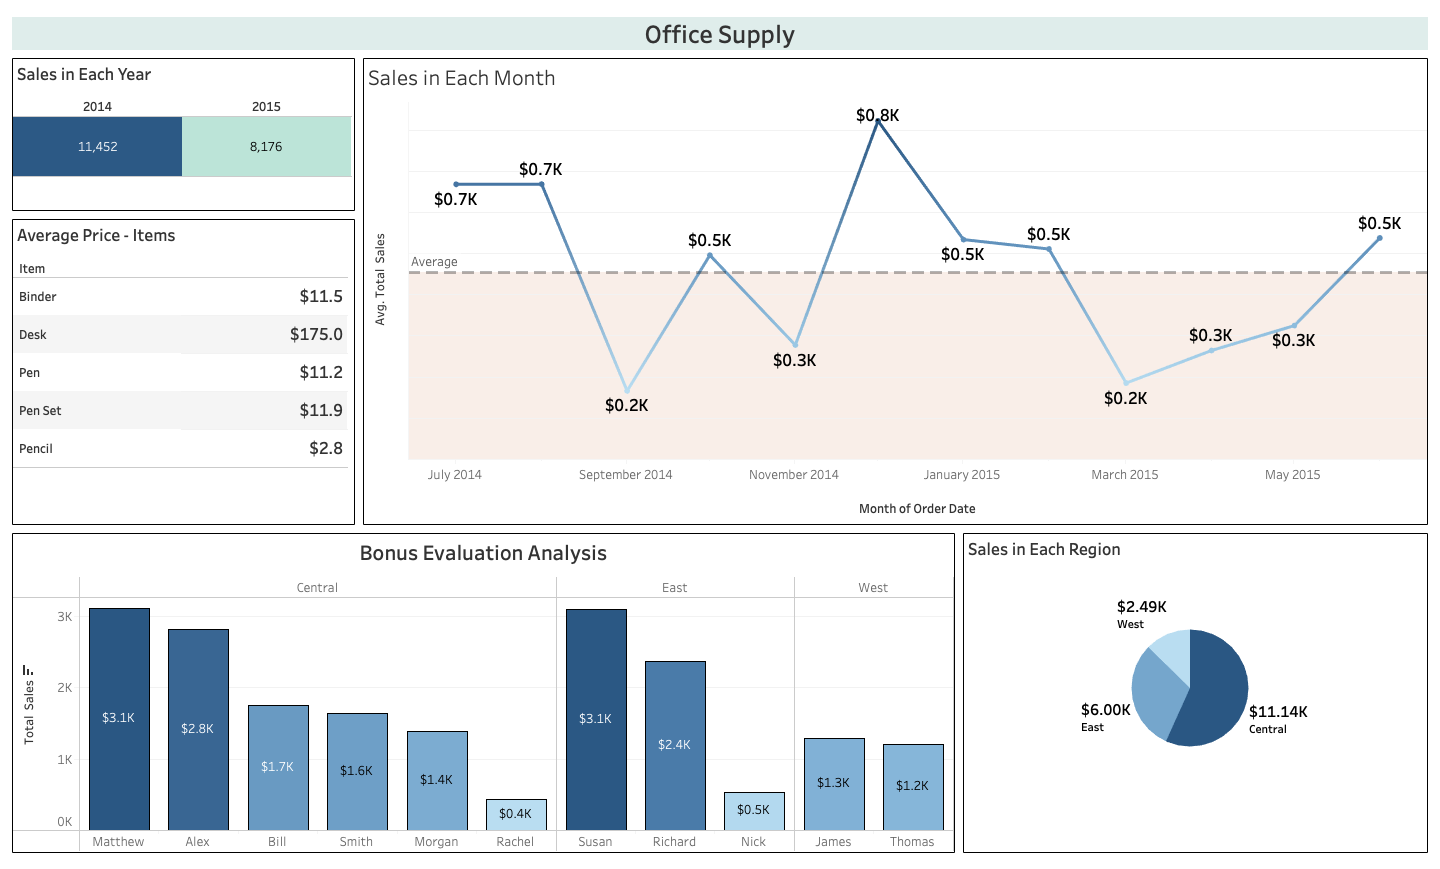 Office Supply
Sales in Each Year
2014 2015
11,452 8,176
Average Price - Items
Item
Binder $11.5
Desk $175.0
Pen $11.2
Pen Set $11.9
Pencil $2.8
Sales in Each Month
Avg. Total Sales
Average
$0.7K
$0.7K
$0.2K
$0.5K
$0.3K
$0.8K
$0.5K
$0.5K
$0.2K
$0.3K
$0.3K
$0.5K
July 2014 September 2014 November 2014 January 2015 March 2015 May 2015
Month of Order Date
Bonus Evaluation Analysis
Central East West
Total Sales
3K
2K
1K
0K
$3.1K $2.8K $1.7K $1.6K $1.4K $0.4K $3.1K $2.4K $0.5K $1.3K $1.2K
Matthew Alex Bill Smith Morgan Rachel Susan Richard Nick James Thomas
Sales in Each Region
$2.49K
West
$6.00K
East
$11.14K
Central